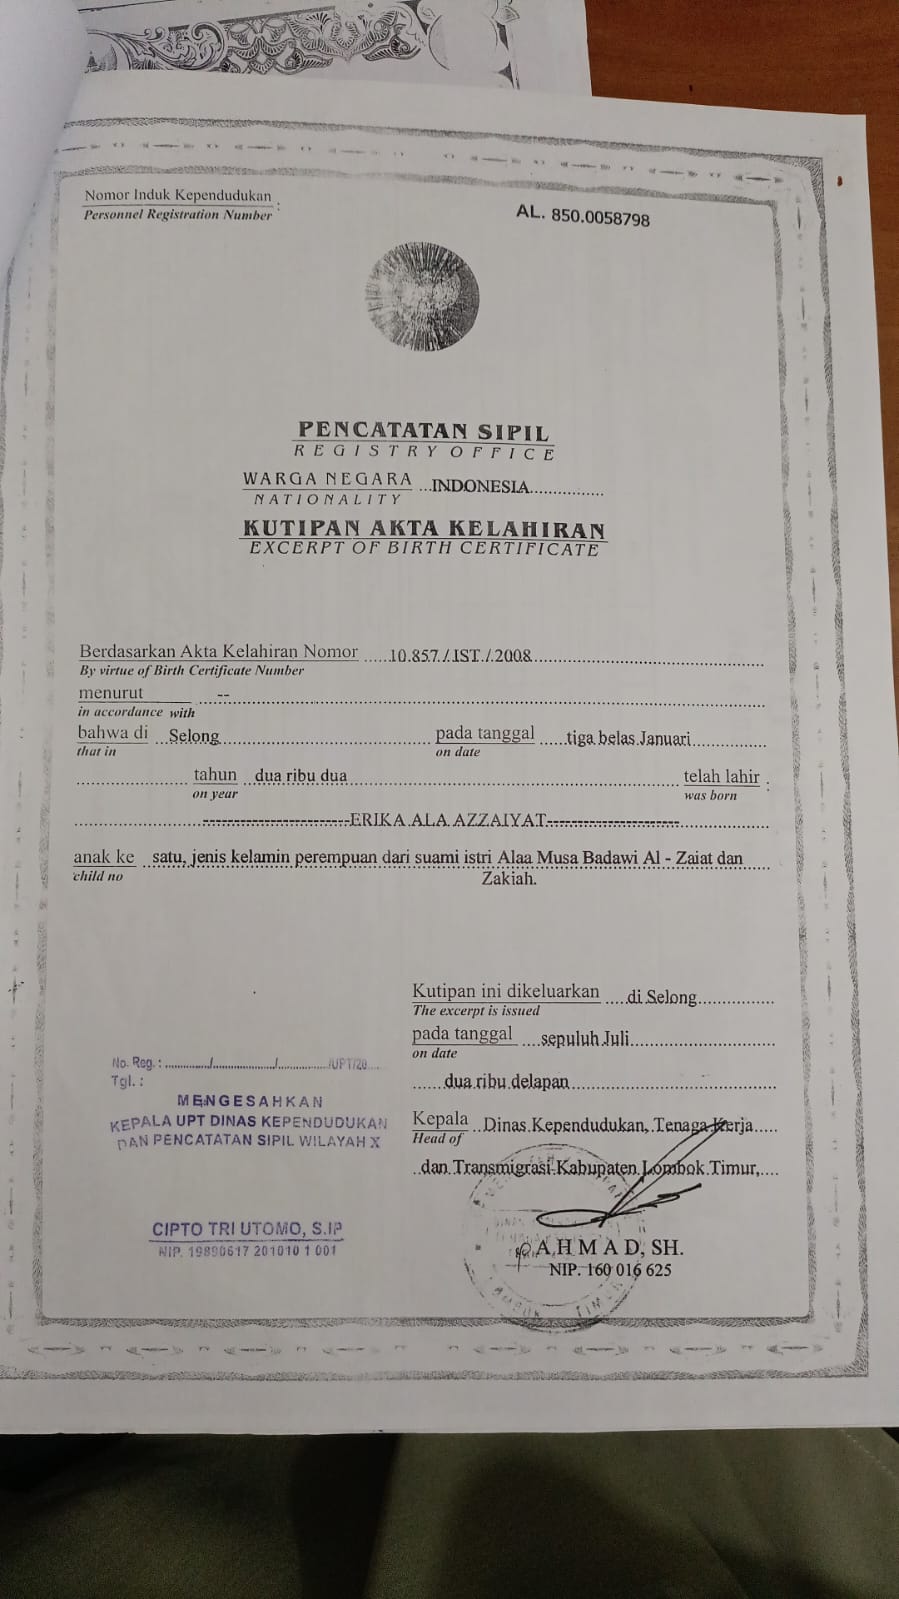 Nomor Induk Kependudukan :
Personnel Registration Number
AL. 850.0058798
PENCATATAN SIPIL
REGISTRY OFFICE
WARGA NEGARA ...INDONESIA...............
NATIONALITY
KUTIPAN AKTA KELAHIRAN
EXCERPT OF BIRTH CERTIFICATE
Berdasarkan Akta Kelahiran Nomor .....10.857./.IST./.2008...............
By virtue of Birth Certificate Number
menurut ....--...............
in accordance with
bahwa di ..Selong............... pada tanggal .....tiga belas Januari...............
that in on date
............... tahun ..dua ribu dua............... telah lahir :
on year was born
...............-----------------------ERIKA ALA AZZAIYAT---------------------...............
anak ke ..satu, jenis kelamin perempuan dari suami istri Alaa Musa Badawi Al - Zaiat dan
child no Zakiah.
Kutipan ini dikeluarkan ....di Selong...............
The excerpt is issued
pada tanggal ....sepuluh Juli...............
on date
......dua ribu delapan...............
Kepala ..Dinas Kependudukan, Tenaga Kerja.....
Head of
..dan Transmigrasi Kabupaten Lombok Timur,....
No. Reg. : ............/................/............./UPT/20....
Tgl. :
MENGESAHKAN
KEPALA UPT DINAS KEPENDUDUKAN
DAN PENCATATAN SIPIL WILAYAH X
CIPTO TRI UTOMO, S.IP
NIP. 19890617 201010 1 001
A H M A D, SH.
NIP. 160 016 625
TIMUR